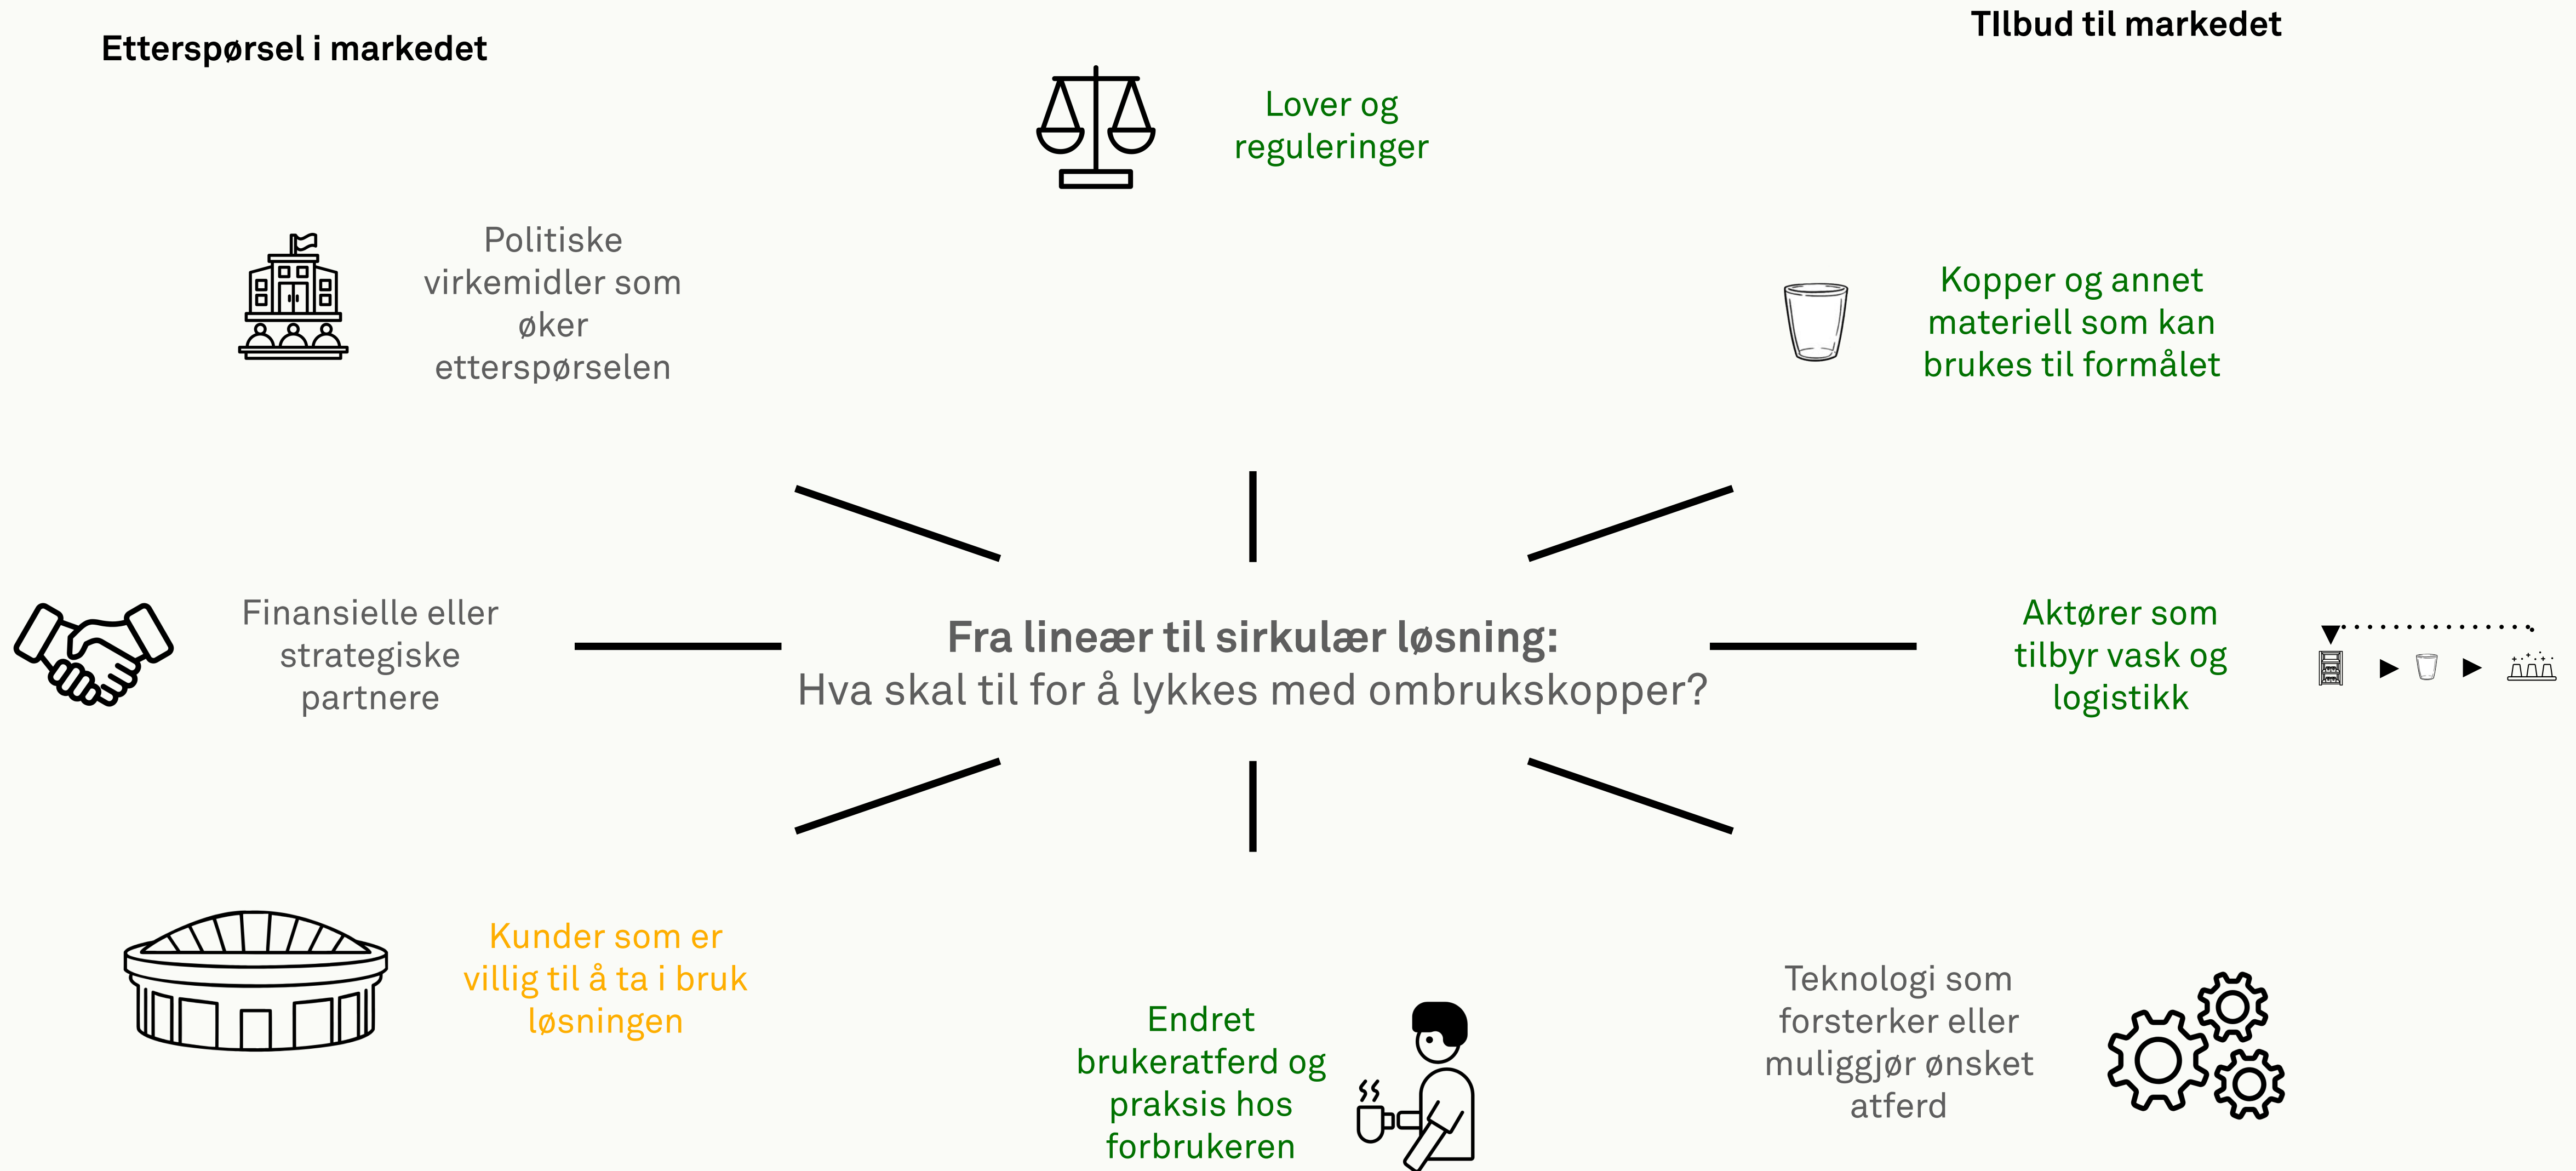 Etterspørsel i markedet
TIlbud til markedet
Lover og
reguleringer
Politiske
virkemidler som
øker
etterspørselen
Kopper og annet
materiell som kan
brukes til formålet
Finansielle eller
strategiske
partnere
Fra lineær til sirkulær løsning:
Hva skal til for å lykkes med ombrukskopper?
Aktører som
tilbyr vask og
logistikk
Kunder som er
villig til å ta i bruk
løsningen
Endret
brukeratferd og
praksis hos
forbrukeren
Teknologi som
forsterker eller
muliggjør ønsket
atferd